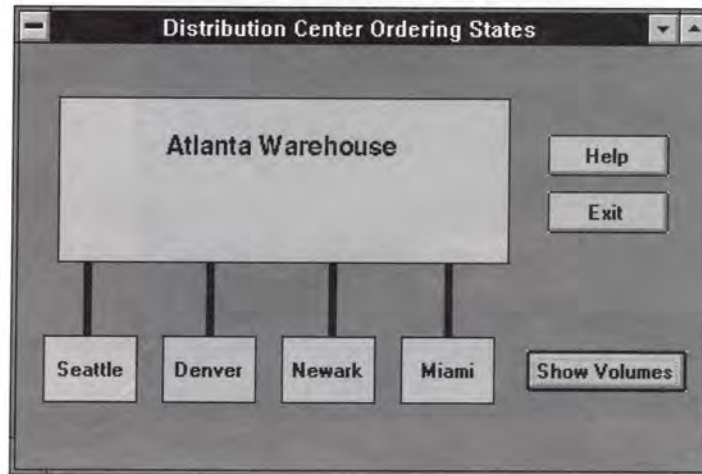 Distribution Center Ordering States
Atlanta Warehouse
Help
Exit
Seattle Denver Newark Miami Show Volumes